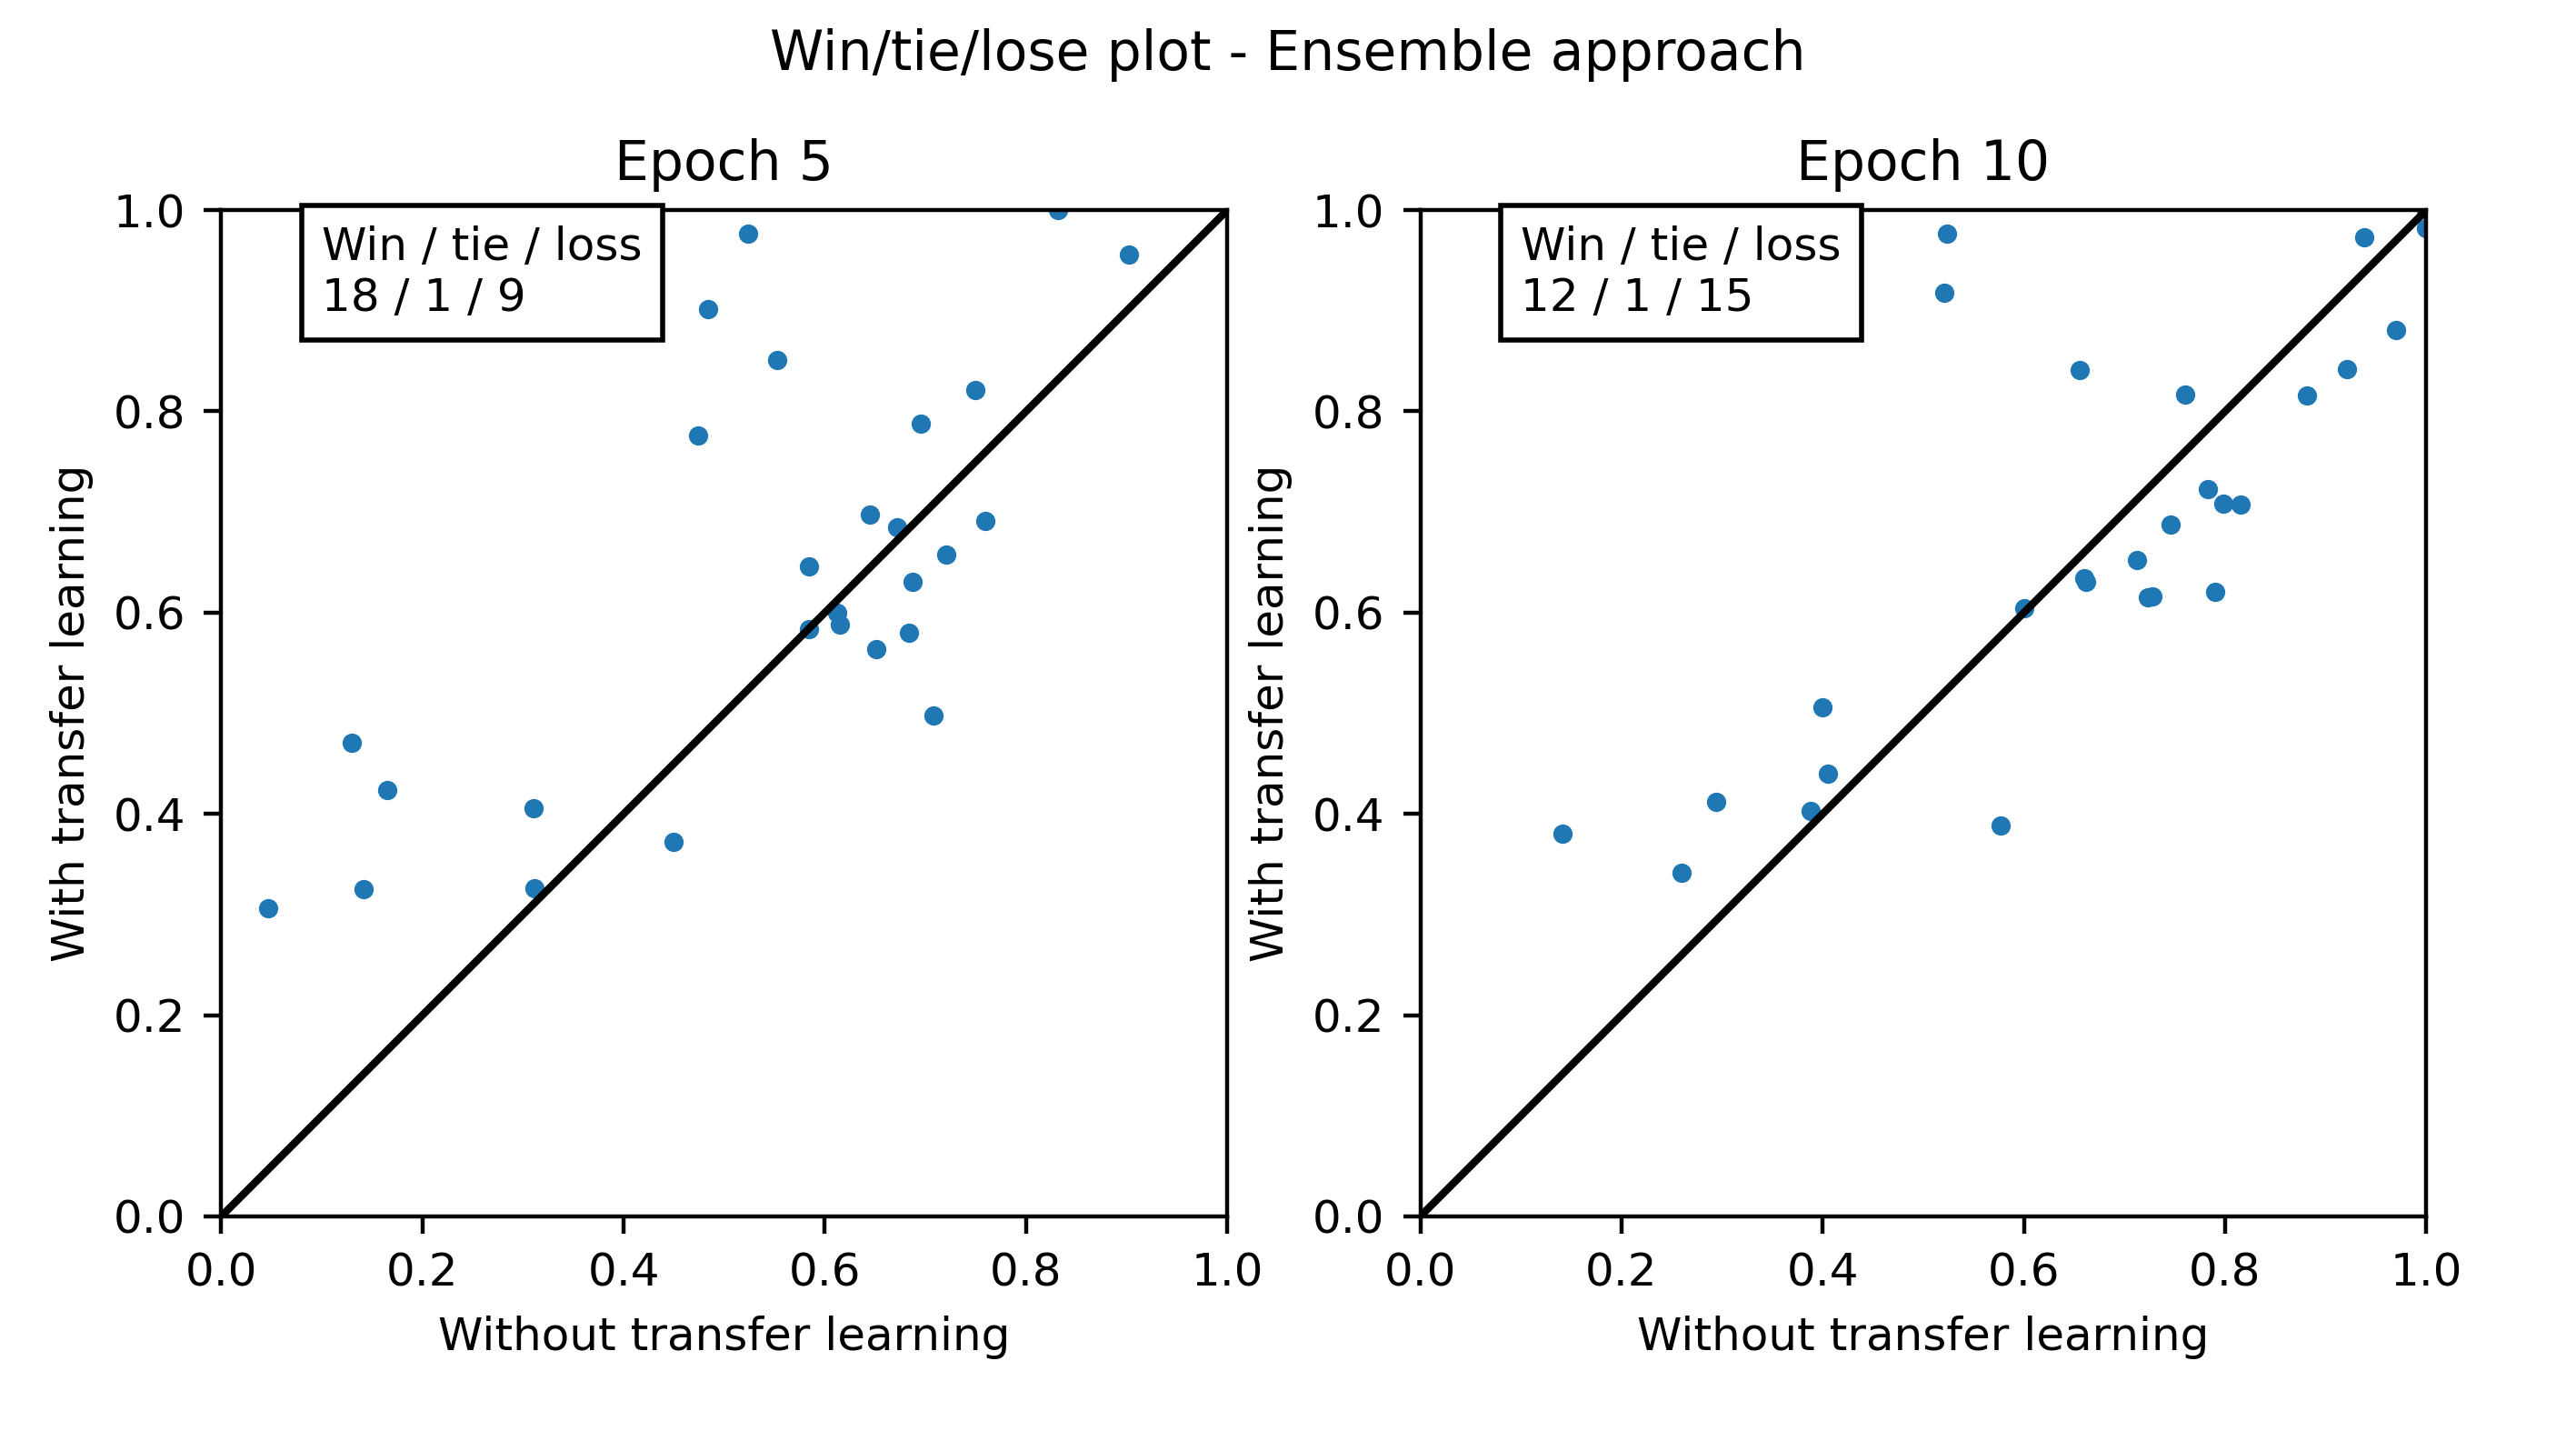 Win/tie/lose plot - Ensemble approach
Epoch 5
Win / tie / loss
18 / 1 / 9
With transfer learning
1.0
0.8
0.6
0.4
0.2
0.0
0.0 0.2 0.4 0.6 0.8 1.0
Without transfer learning
Epoch 10
Win / tie / loss
12 / 1 / 15
With transfer learning
1.0
0.8
0.6
0.4
0.2
0.0
0.0 0.2 0.4 0.6 0.8 1.0
Without transfer learning